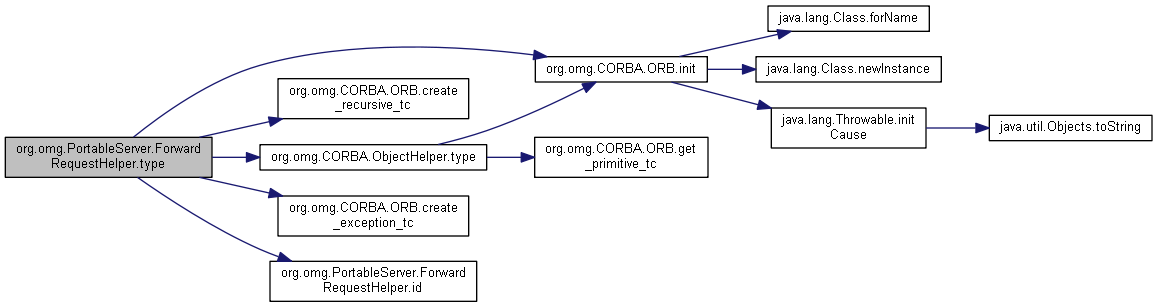 java.lang.Class.forName
org.omg.CORBA.ORB.init
java.lang.Class.newInstance
org.omg.CORBA.ORB.create
_recursive_tc
java.lang.Throwable.init
Cause
java.util.Objects.toString
org.omg.PortableServer.Forward
RequestHelper.type
org.omg.CORBA.ObjectHelper.type
org.omg.CORBA.ORB.get
_primitive_tc
org.omg.CORBA.ORB.create
_exception_tc
org.omg.PortableServer.Forward
RequestHelper.id